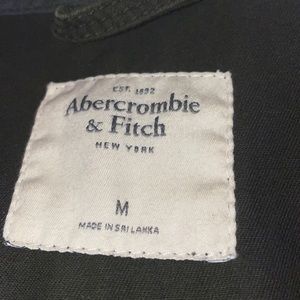 EST. 1892
Abercrombie
& Fitch
NEW YORK
M
MADE IN SRI LANKA